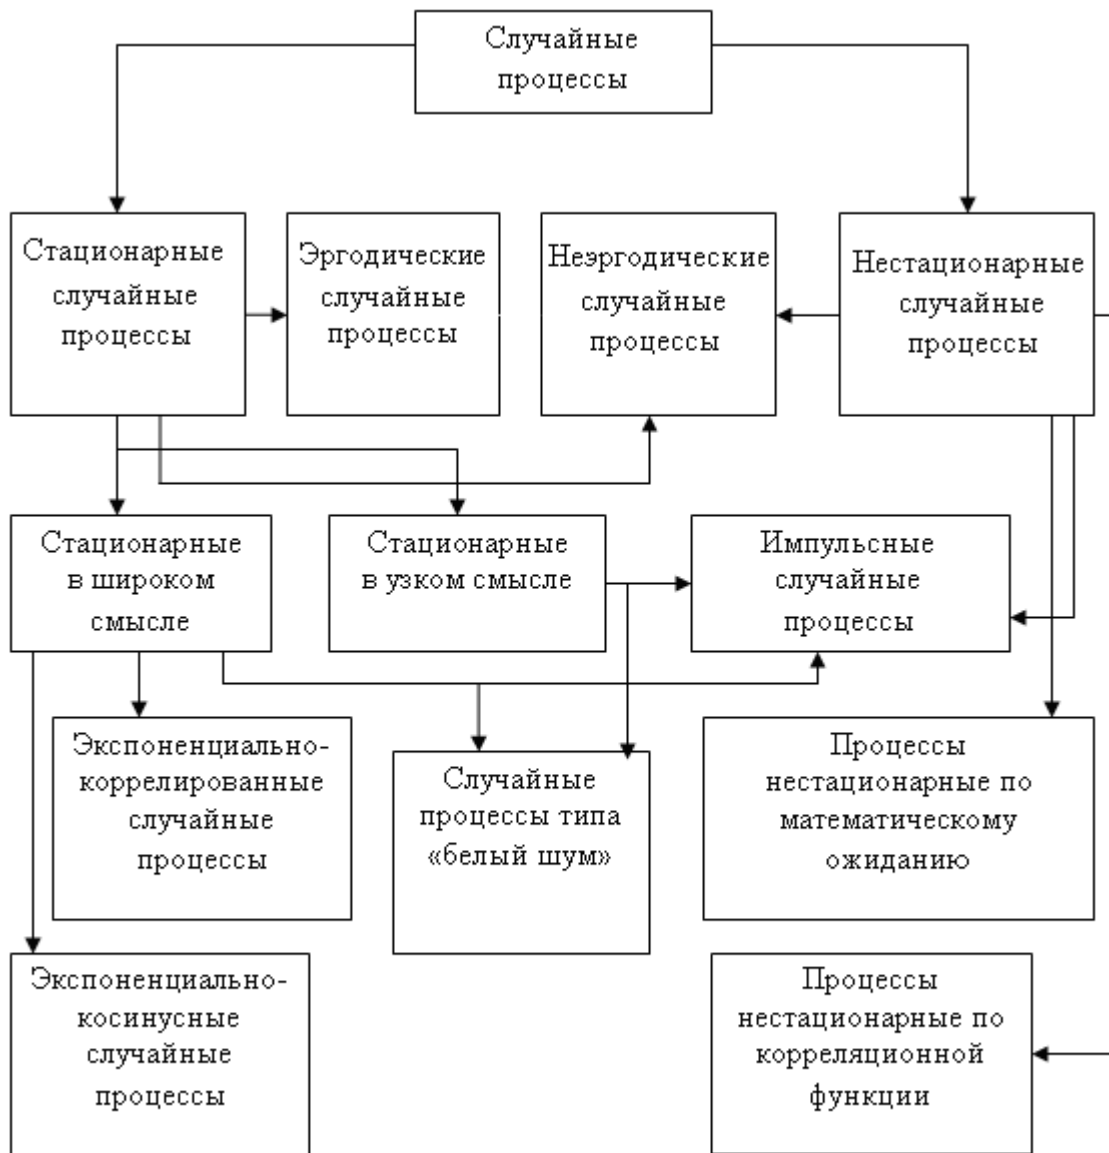 Случайные
процессы
Стационарные
случайные
процессы
Эргодические
случайные
процессы
Неэргодические
случайные
процессы
Нестационарные
случайные
процессы
Стационарные
в широком
смысле
Стационарные
в узком смысле
Импульсные
случайные
процессы
Экспоненциально-
коррелированные
случайные
процессы
Случайные
процессы типа
«белый шум»
Процессы
нестационарные по
математическому
ожиданию
Экспоненциально-
косинусные
случайные
процессы
Процессы
нестационарные по
корреляционной
функции